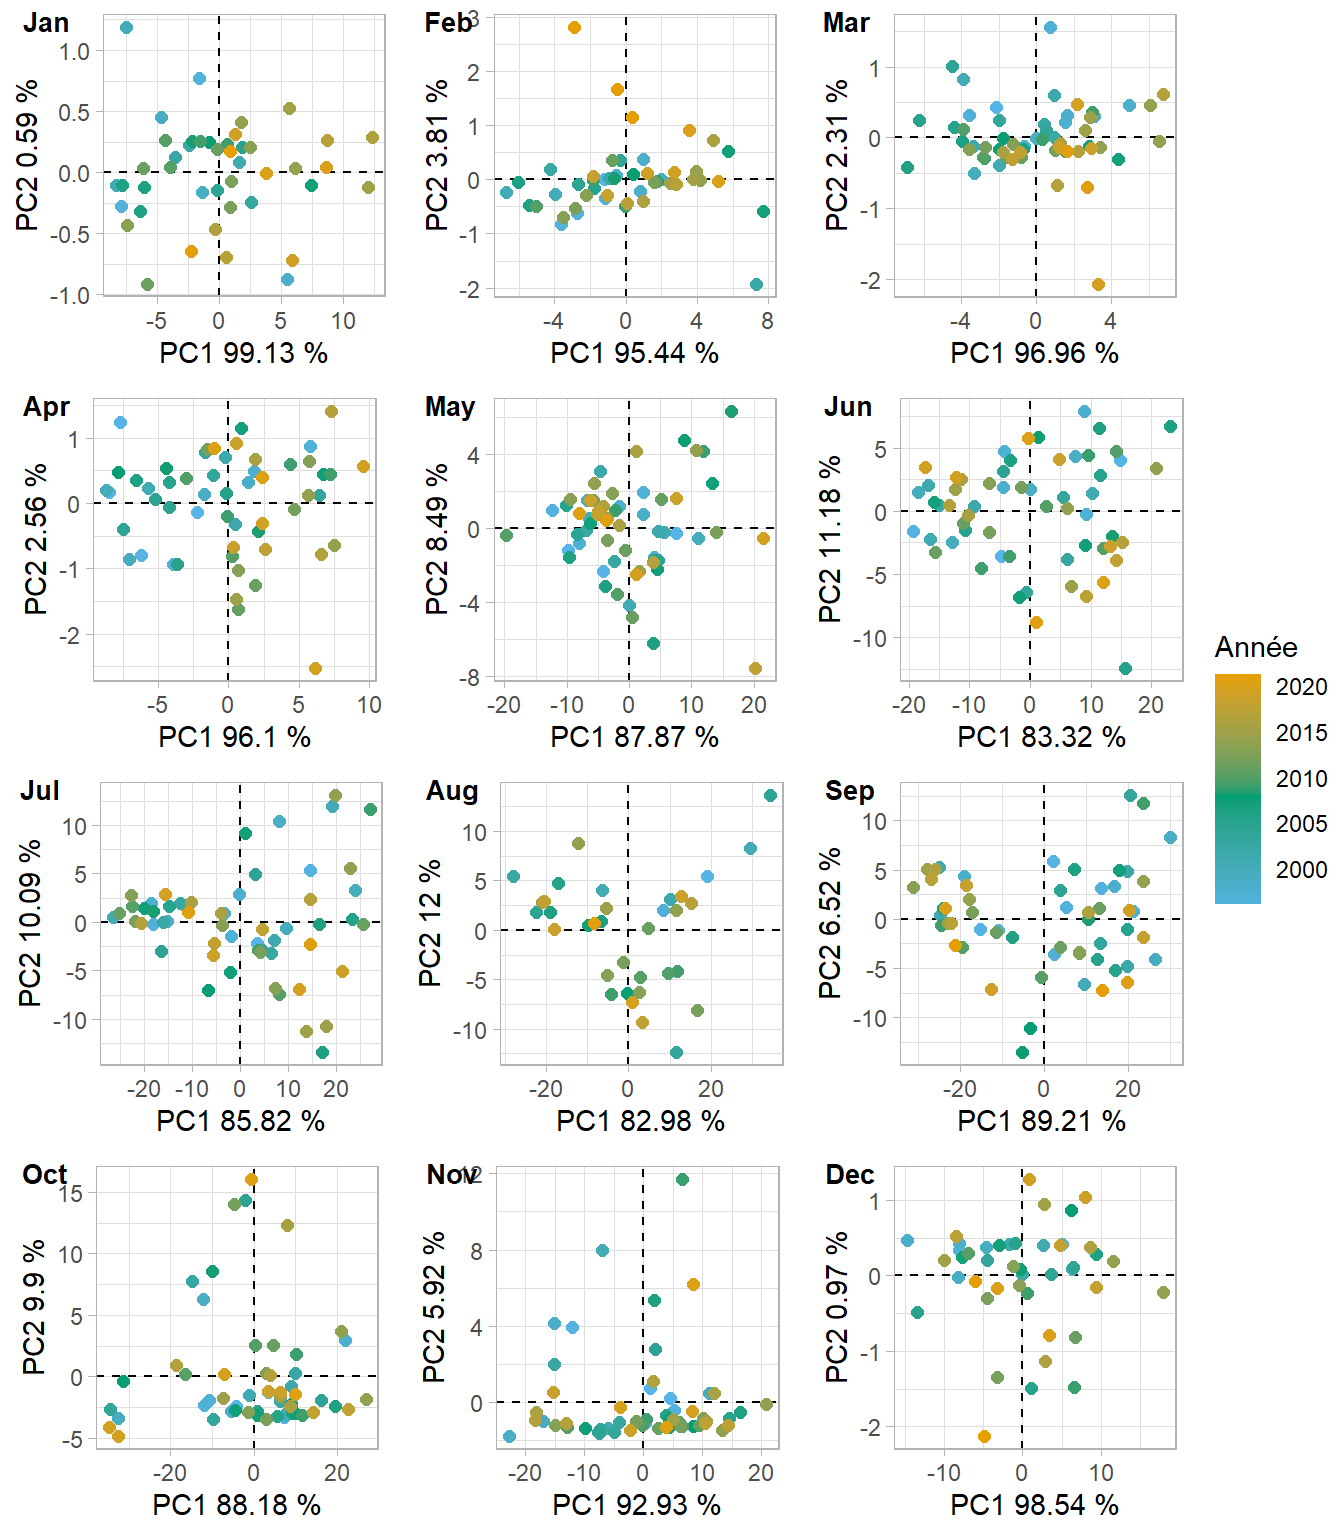 Jan
PC2 0.59 %
1.0
0.5
0.0
-0.5
-1.0
-5 0 5 10
PC1 99.13 %
Feb
PC2 3.81 %
3
2
1
0
-1
-2
-4 0 4 8
PC1 95.44 %
Mar
PC2 2.31 %
1
0
-1
-2
-4 0 4
PC1 96.96 %
Apr
PC2 2.56 %
1
0
-1
-2
-5 0 5 10
PC1 96.1 %
May
PC2 8.49 %
4
0
-4
-8
-20 -10 0 10 20
PC1 87.87 %
Jun
PC2 11.18 %
5
0
-5
-10
-20 -10 0 10 20
PC1 83.32 %
Année
2020
2015
2010
2005
2000
Jul
PC2 10.09 %
10
5
0
-5
-10
-20 -10 0 10 20
PC1 85.82 %
Aug
PC2 12 %
10
5
0
-5
-10
-20 0 20
PC1 82.98 %
Sep
PC2 6.52 %
10
5
0
-5
-10
-20 0 20
PC1 89.21 %
Oct
PC2 9.9 %
15
10
5
0
-5
-20 0 20
PC1 88.18 %
Nov
PC2 5.92 %
12
8
4
0
-20 -10 0 10 20
PC1 92.93 %
Dec
PC2 0.97 %
1
0
-1
-2
-10 0 10
PC1 98.54 %